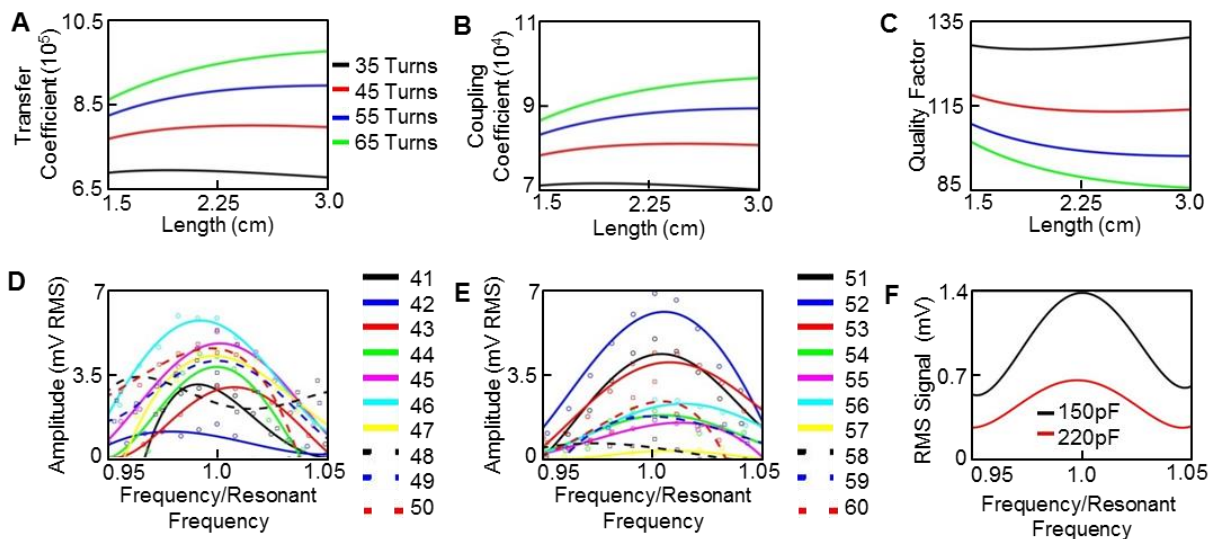 A
Transfer
Coefficient (10⁵)
10.5
8.5
6.5
1.5
2.25
3.0
Length (cm)
35 Turns
45 Turns
55 Turns
65 Turns
B
Coupling
Coefficient (10⁴)
11
9
7
1.5
2.25
3.0
Length (cm)
C
Quality Factor
135
115
85
1.5
2.25
3.0
Length (cm)
D
Amplitude (mV RMS)
7
3.5
0
0.95
1.0
1.05
Frequency/Resonant
Frequency
41
42
43
44
45
46
47
48
49
50
E
Amplitude (mV RMS)
7
3.5
0
0.95
1.0
1.05
Frequency/Resonant
Frequency
51
52
53
54
55
56
57
58
59
60
F
RMS Signal (mV)
1.4
0.7
0
0.95
1.0
1.05
150pF
220pF
Frequency/Resonant
Frequency